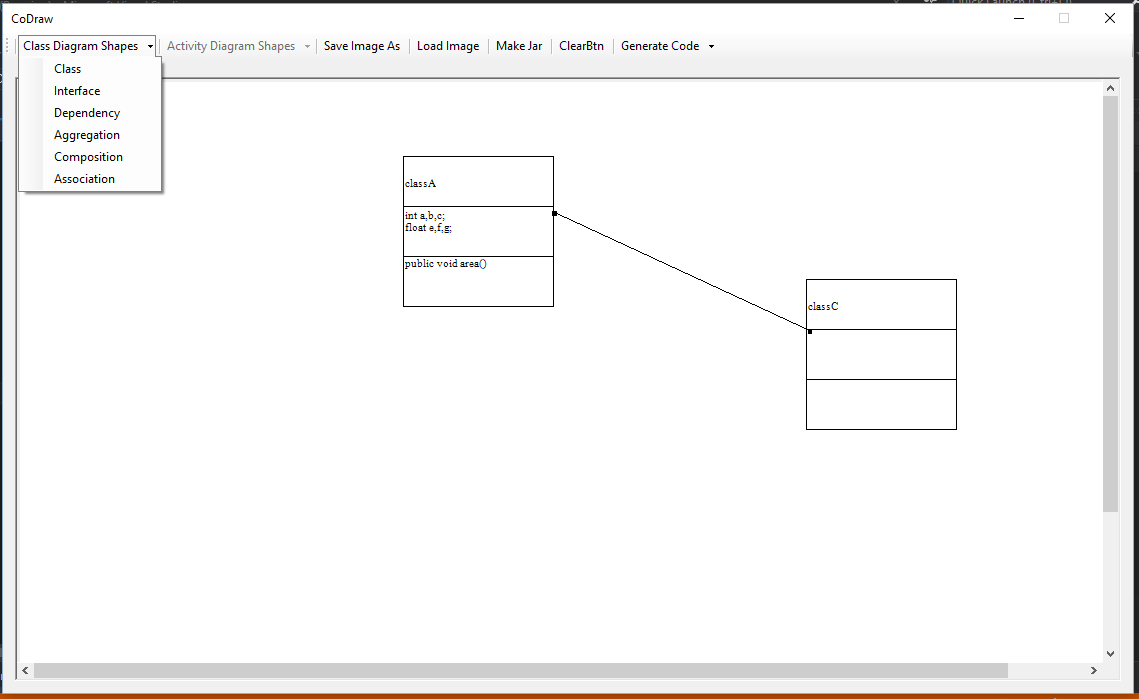 CoDraw
Class Diagram Shapes Activity Diagram Shapes Save Image As Load Image Make Jar ClearBtn Generate Code
Class
Interface
Dependency
Aggregation
Composition
Association
classA
int a,b,c;
float e,f,g;
public void area()
classC